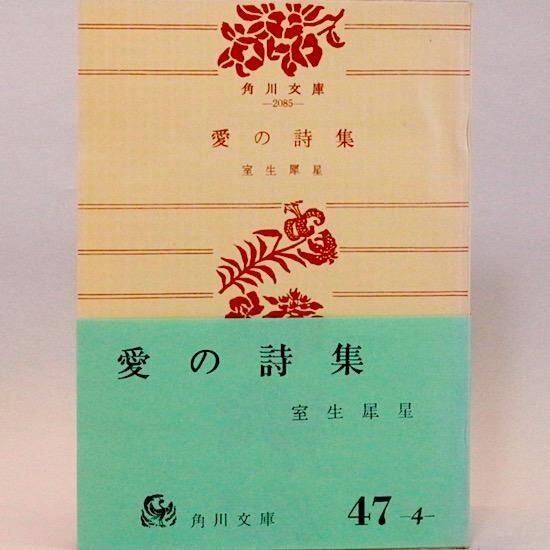 角川文庫
—2085—
愛の詩集
室生犀星
愛の詩集
室生犀星
角川文庫
47 —4—